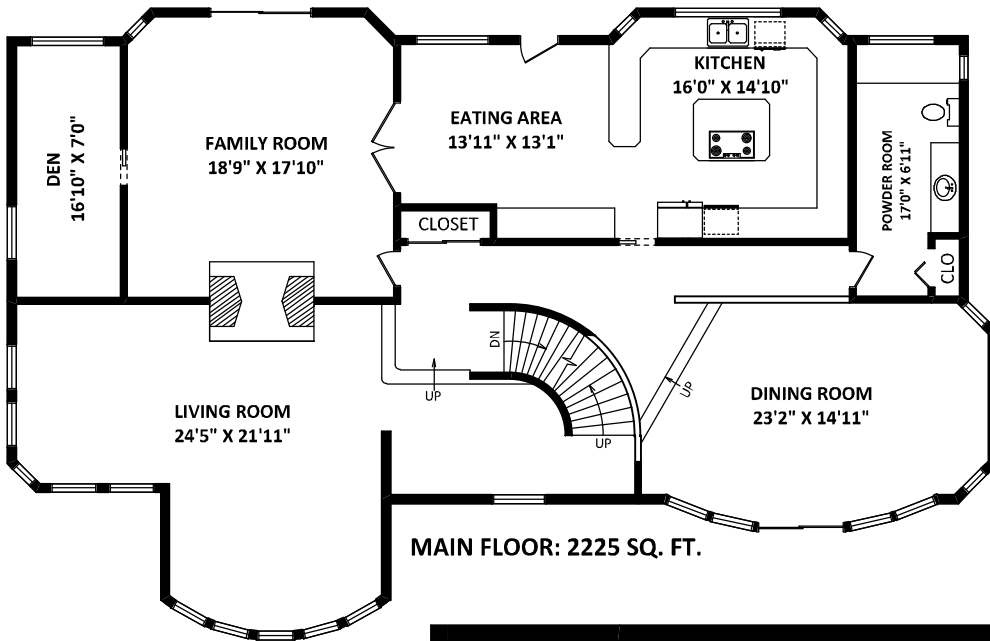 KITCHEN
16'0" X 14'10"
EATING AREA
13'11" X 13'1"
FAMILY ROOM
18'9" X 17'10"
DEN
16'10" X 7'0"
POWDER ROOM
17'0" X 6'11"
CLOSET
CLO
DN
UP
UP
UP
LIVING ROOM
24'5" X 21'11"
DINING ROOM
23'2" X 14'11"
MAIN FLOOR: 2225 SQ. FT.